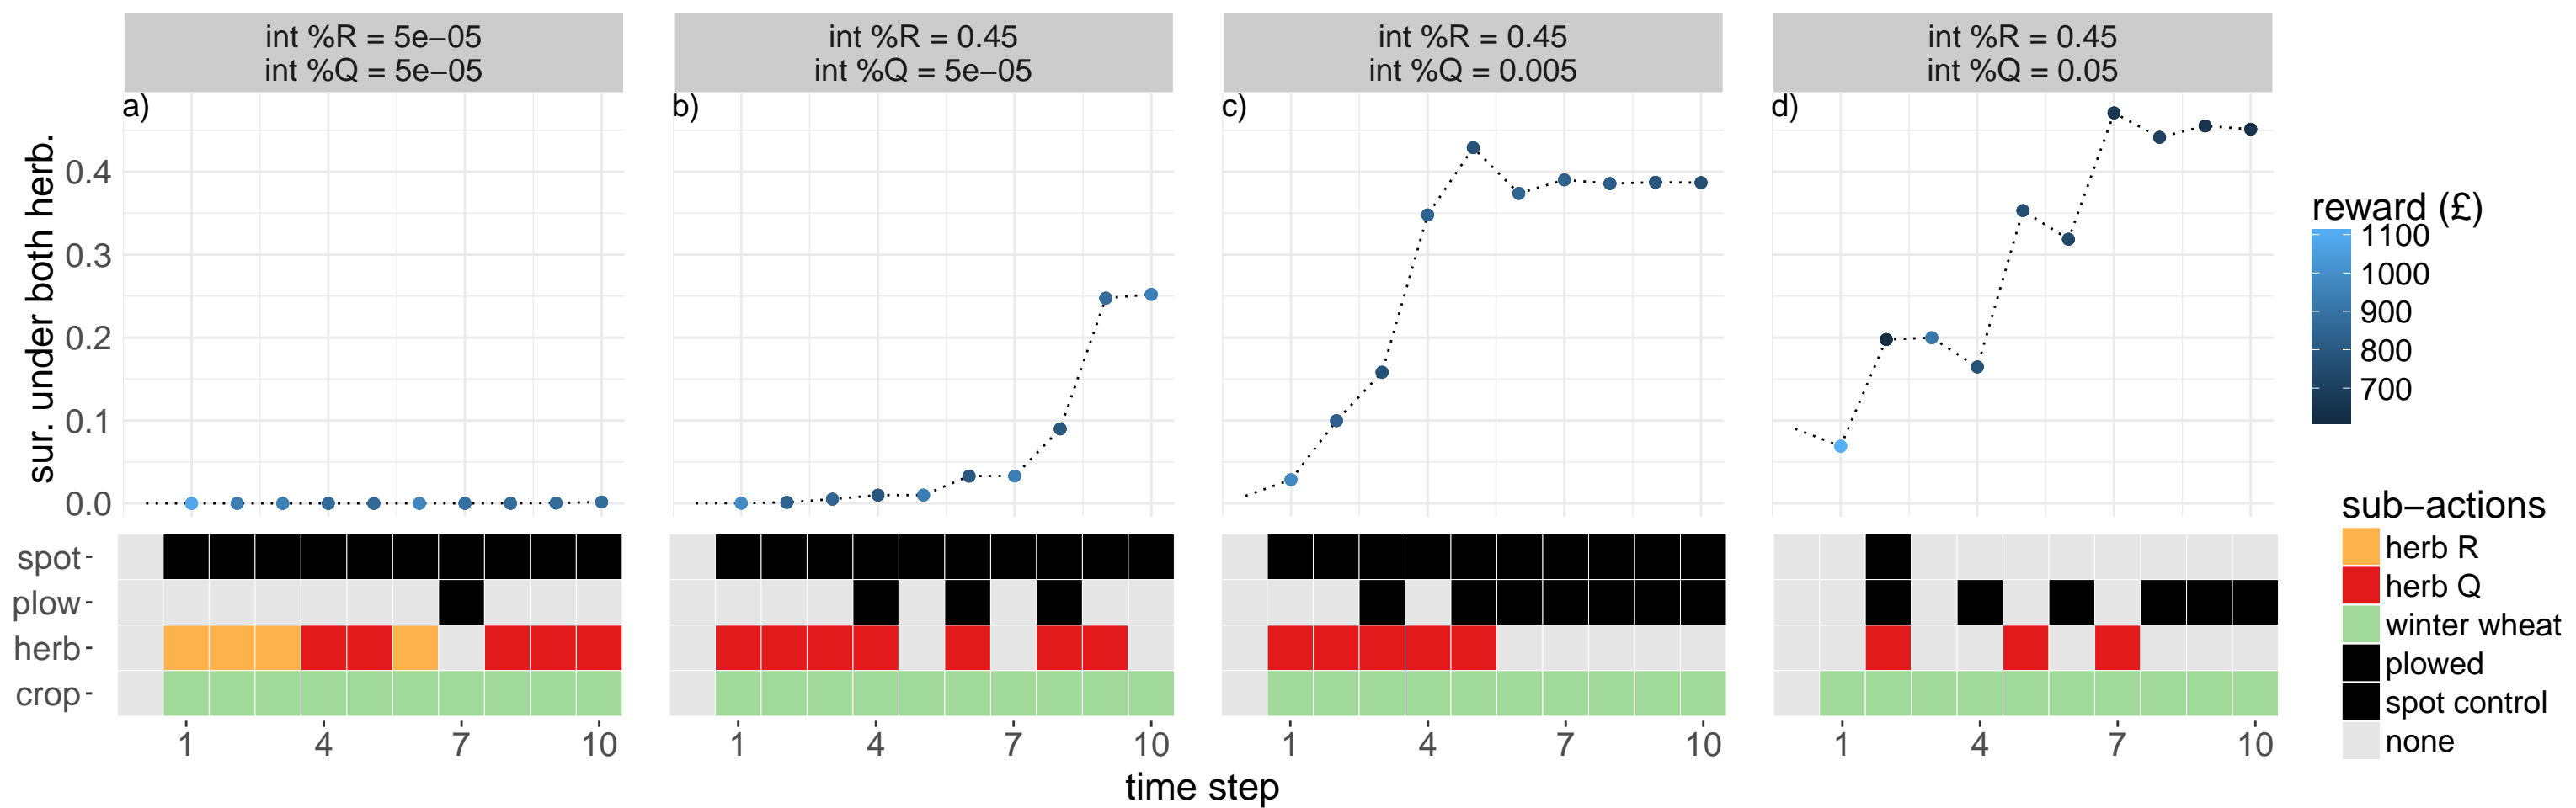 int %R = 5e−05
int %Q = 5e−05
int %R = 0.45
int %Q = 5e−05
int %R = 0.45
int %Q = 0.005
int %R = 0.45
int %Q = 0.05
a)
b)
c)
d)
sur. under both herb.
0.4
0.3
0.2
0.1
0.0
spot
plow
herb
crop
1 4 7 10
1 4 7 10
1 4 7 10
1 4 7 10
time step
reward (£)
1100
1000
900
800
700
sub−actions
herb R
herb Q
winter wheat
plowed
spot control
none